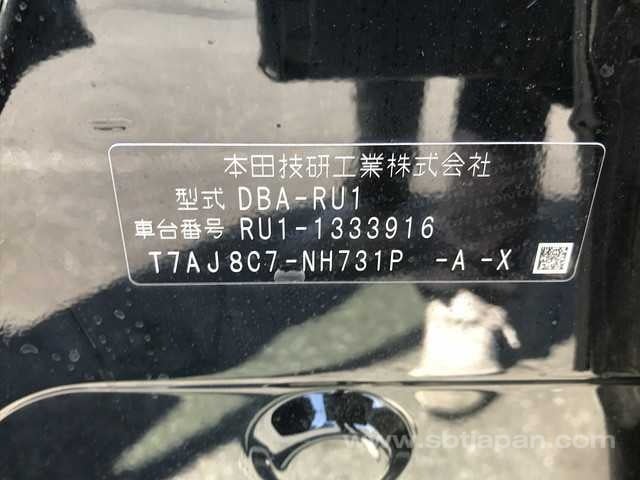 本田技研工業株式会社
型式 DBA-RU1
車台番号 RU1-1333916
T7AJ8C7-NH731P -A -X
www.sbtjapan.com